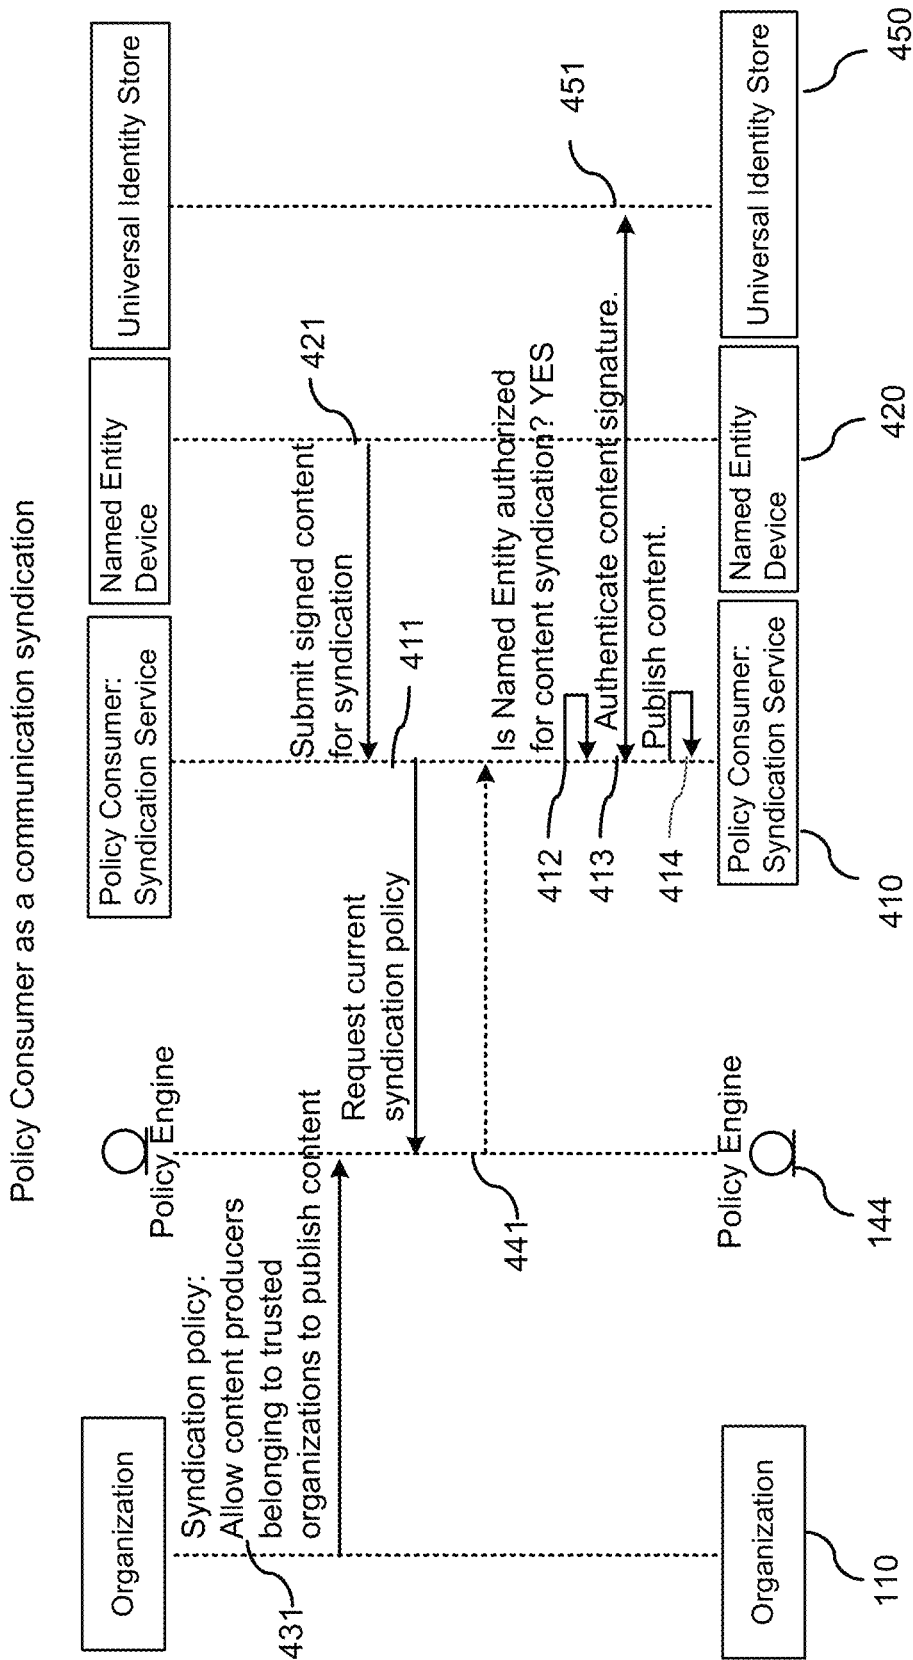 Policy Consumer as a communication syndication
Organization
Policy Engine
Policy Consumer:
Syndication Service
Named Entity
Device
Universal Identity Store
Syndication policy:
Allow content producers
belonging to trusted
organizations to publish content
431
Submit signed content
for syndication
421
Request current
syndication policy
411
441
Is Named Entity authorized
for content syndication? YES
412
Authenticate content signature.
413
451
Publish content.
414
Organization
110
Policy Engine
144
Policy Consumer:
Syndication Service
410
Named Entity
Device
420
Universal Identity Store
450